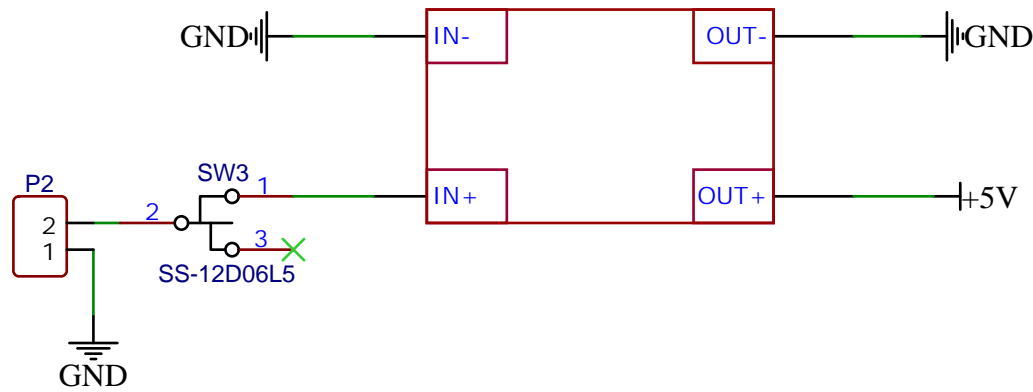 GND IN- OUT- GND
SW3
P2 1 IN+ OUT+ +5V
2 2
1 3
SS-12D06L5
GND